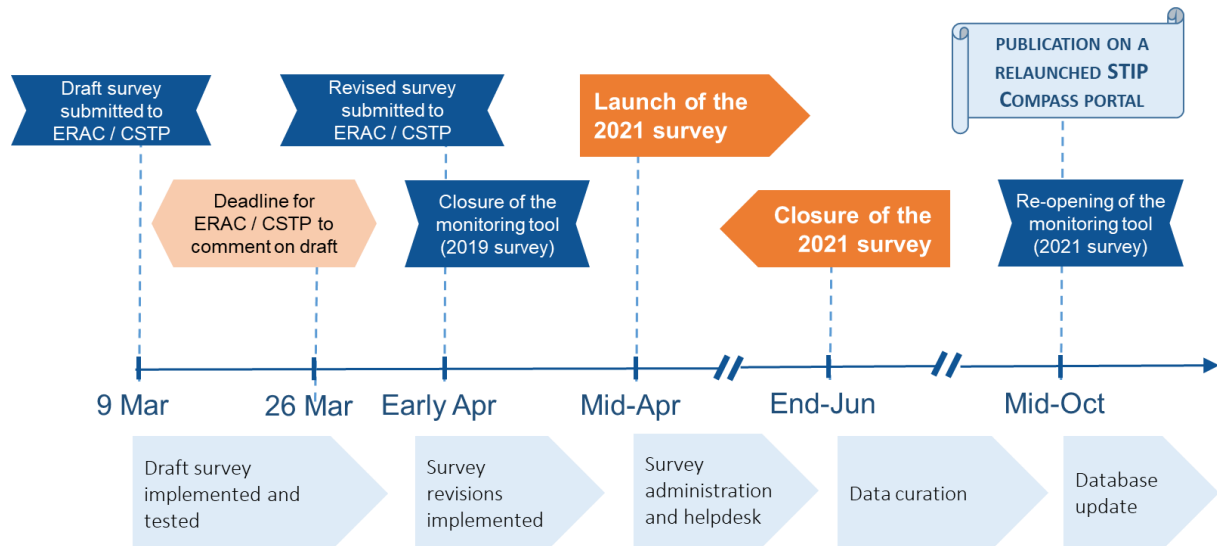 Draft survey
submitted to
ERAC / CSTP
Revised survey
submitted to
ERAC / CSTP
Launch of the
2021 survey
PUBLICATION ON A
RELAUNCHED STIP
COMPASS PORTAL
Deadline for
ERAC / CSTP to
comment on draft
Closure of the
monitoring tool
(2019 survey)
Closure of the
2021 survey
Re-opening of the
monitoring tool
(2021 survey)
9 Mar
26 Mar
Early Apr
Mid-Apr
End-Jun
Mid-Oct
Draft survey
implemented and
tested
Survey
revisions
implemented
Survey
administration
and helpdesk
Data curation
Database
update